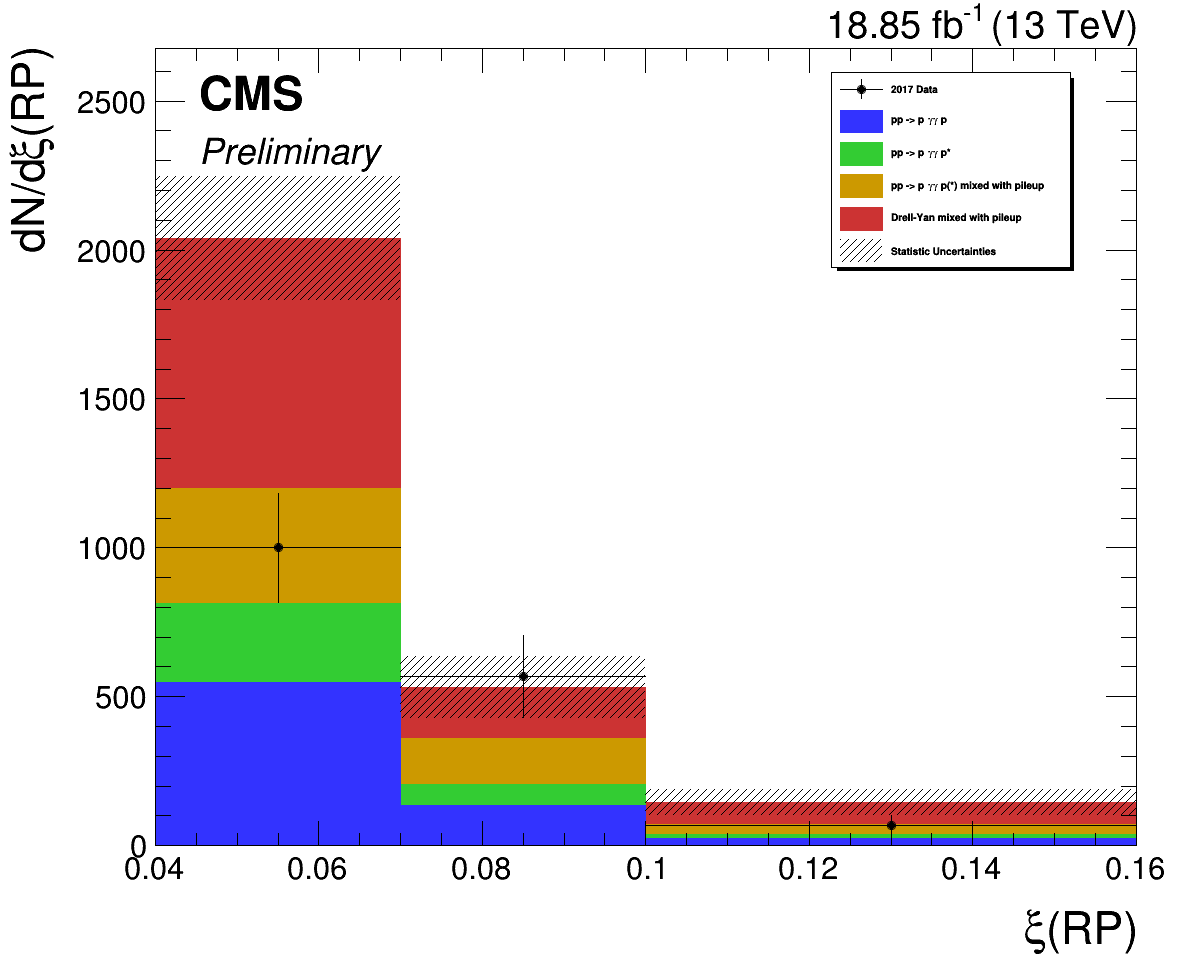 18.85 fb-1 (13 TeV)
CMS
Preliminary
dN/dξ(RP)
2500
2000
1500
1000
500
0
2017 Data
pp -> p γγ p
pp -> p γγ p*
pp -> p γγ p(*) mixed with pileup
Drell-Yan mixed with pileup
Statistic Uncertainties
0.04 0.06 0.08 0.1 0.12 0.14 0.16
ξ(RP)